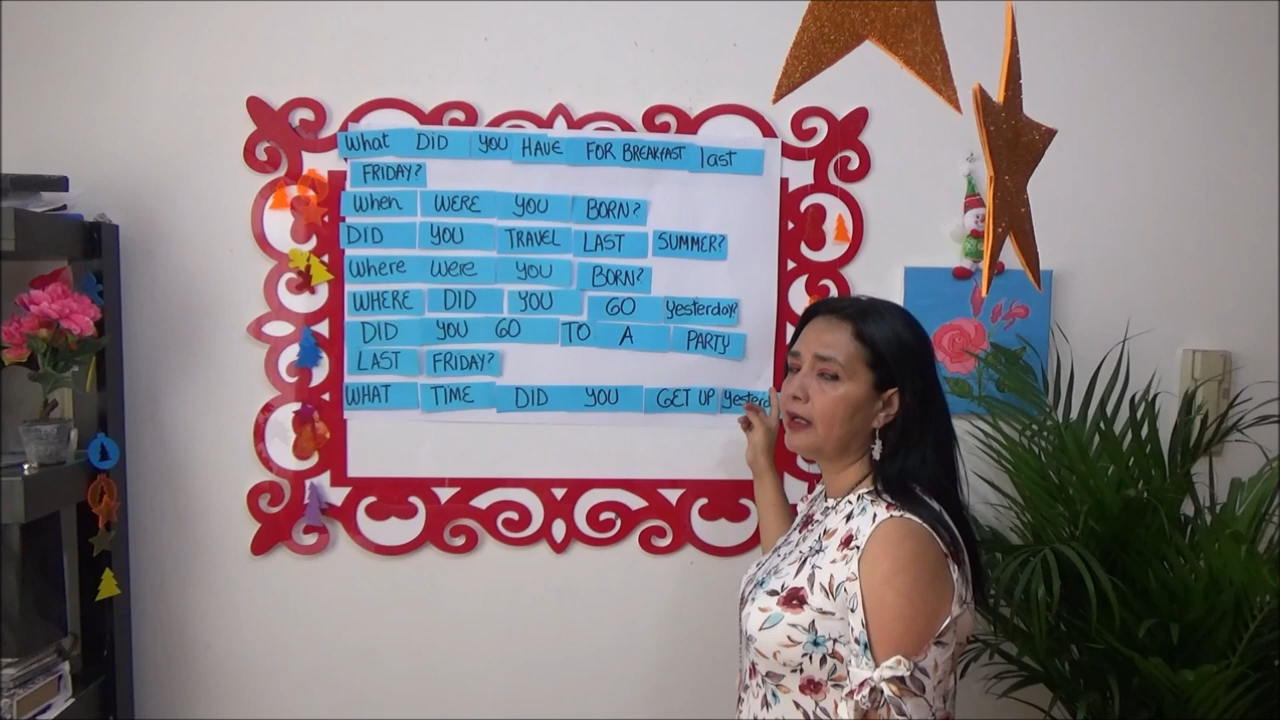 What DID YOU HAVE FOR BREAKFAST last
FRIDAY?
When WERE YOU BORN?
DID YOU TRAVEL LAST SUMMER?
Where were you BORN?
WHERE DID YOU GO yesterday?
DID YOU GO TO A PARTY
LAST FRIDAY?
WHAT TIME DID YOU GET UP yesterd